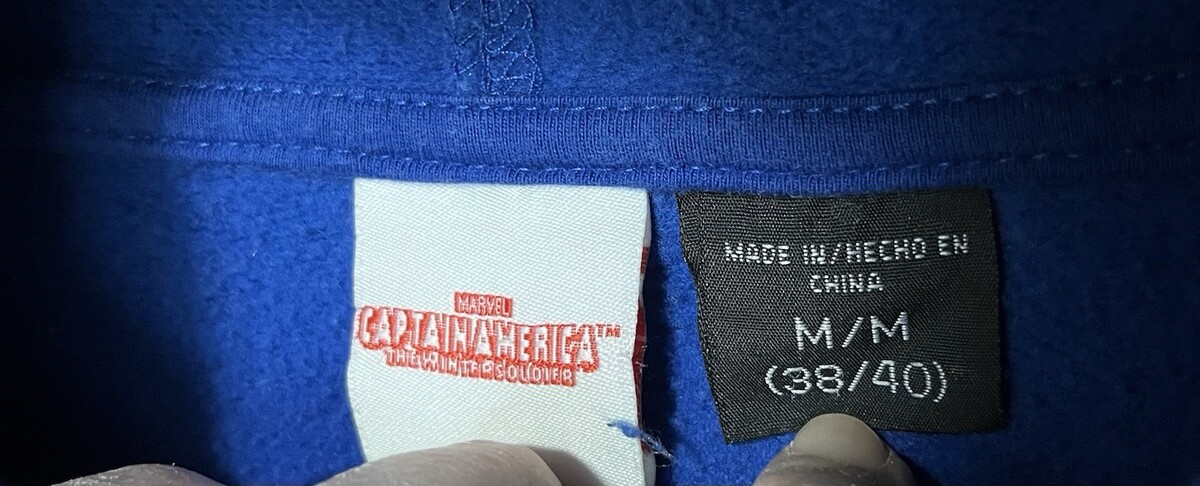 MARVEL
CAPTAIN AMERICA™
THE WINTER SOLDIER
MADE IN/HECHO EN
CHINA
M/M
(38/40)